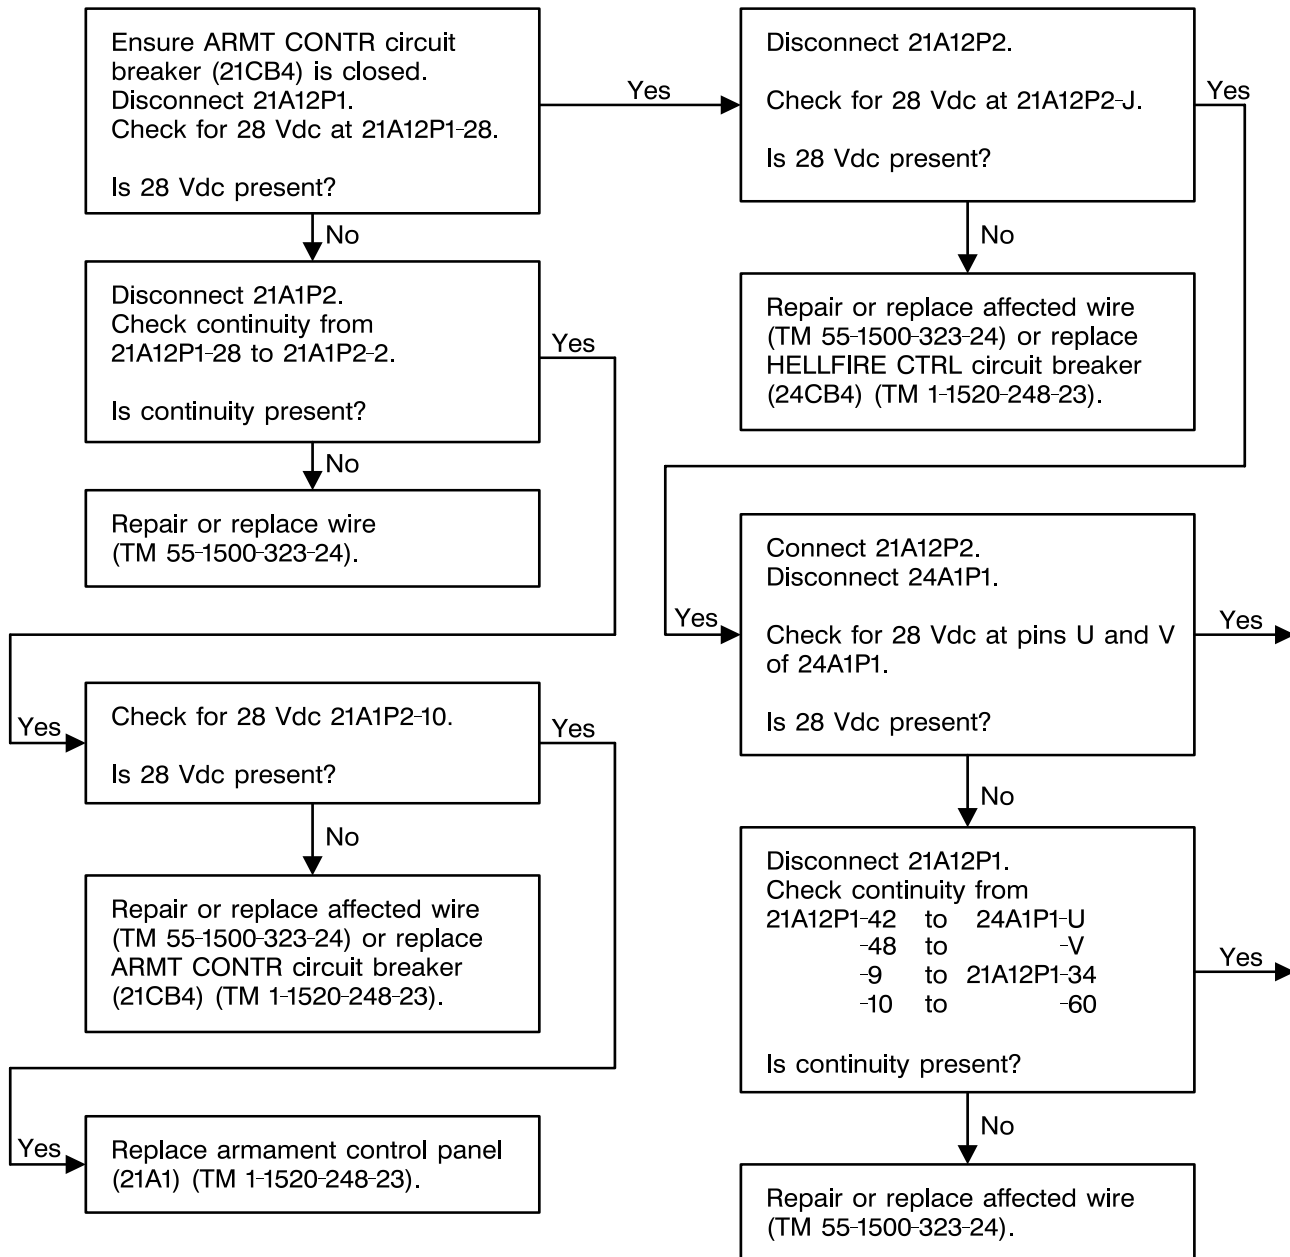 Ensure ARMT CONTR circuit
breaker (21CB4) is closed.
Disconnect 21A12P1.
Check for 28 Vdc at 21A12P1-28.
Is 28 Vdc present?
Yes
No
Disconnect 21A1P2.
Check continuity from
21A12P1-28 to 21A1P2-2.
Is continuity present?
Yes
No
Repair or replace wire
(TM 55-1500-323-24).
Yes
Check for 28 Vdc 21A1P2-10.
Is 28 Vdc present?
Yes
No
Repair or replace affected wire
(TM 55-1500-323-24) or replace
ARMT CONTR circuit breaker
(21CB4) (TM 1-1520-248-23).
Yes
Replace armament control panel
(21A1) (TM 1-1520-248-23).
Disconnect 21A12P2.
Check for 28 Vdc at 21A12P2-J.
Is 28 Vdc present?
Yes
No
Repair or replace affected wire
(TM 55-1500-323-24) or replace
HELLFIRE CTRL circuit breaker
(24CB4) (TM 1-1520-248-23).
Yes
Connect 21A12P2.
Disconnect 24A1P1.
Check for 28 Vdc at pins U and V
of 24A1P1.
Is 28 Vdc present?
Yes
No
Disconnect 21A12P1.
Check continuity from
21A12P1-42 to 24A1P1-U
-48 to -V
-9 to 21A12P1-34
-10 to -60
Is continuity present?
Yes
No
Repair or replace affected wire
(TM 55-1500-323-24).